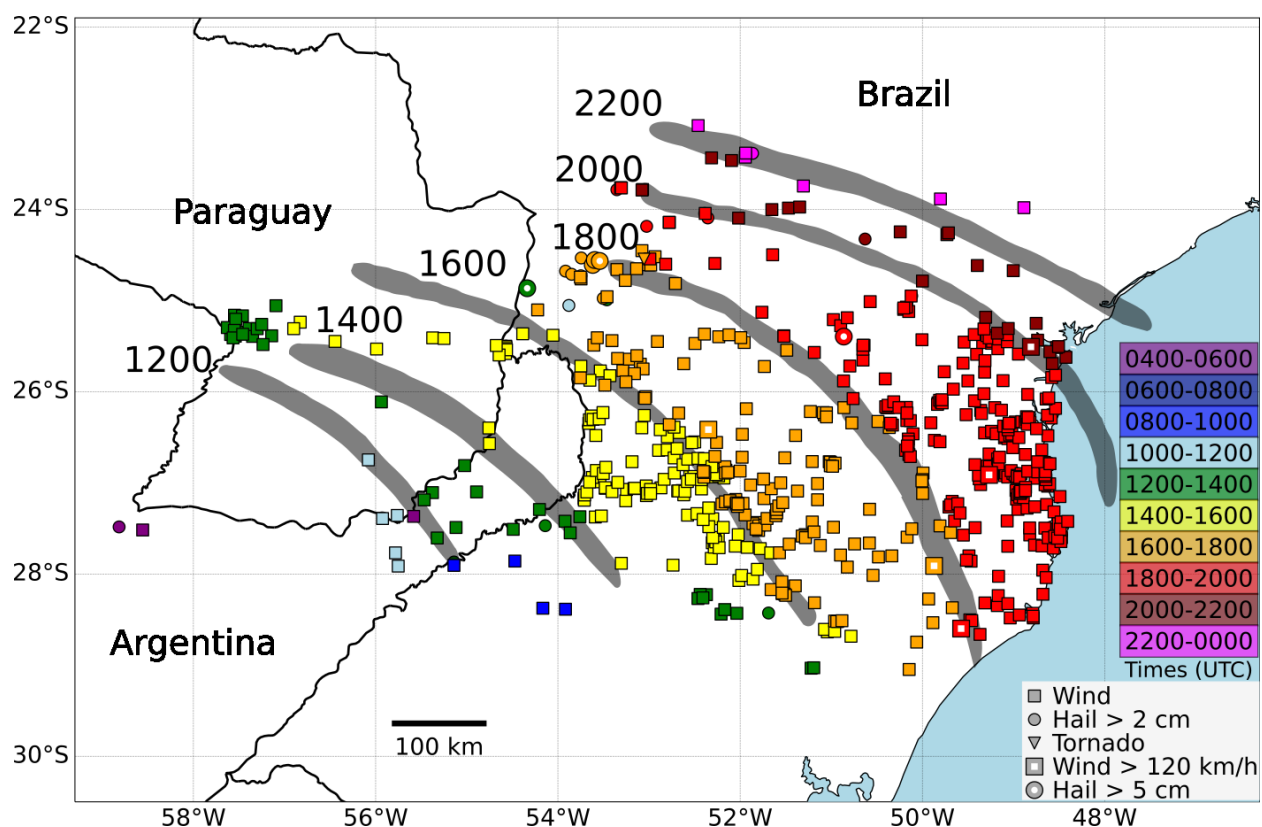 22°S
24°S
26°S
28°S
30°S
Brazil
Paraguay
Argentina
2200
2000
1800
1600
1400
1200
0400-0600
0600-0800
0800-1000
1000-1200
1200-1400
1400-1600
1600-1800
1800-2000
2000-2200
2200-0000
Times (UTC)
Wind
Hail > 2 cm
Tornado
Wind > 120 km/h
Hail > 5 cm
100 km
58°W
56°W
54°W
52°W
50°W
48°W